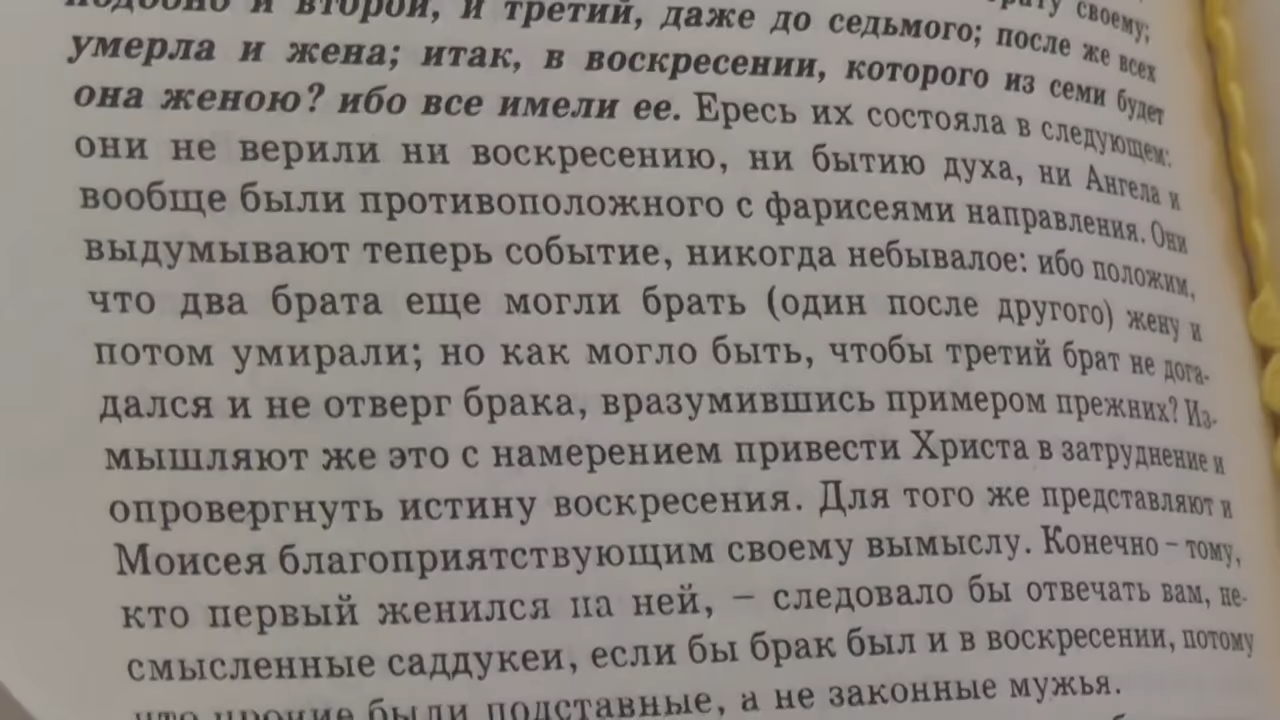 подобно и второй, и третий, даже до седьмого; после же всех своему;
умерла и жена; итак, в воскресении, которого из семи будет
она женою? ибо все имели ее. Ересь их состояла в следующем:
они не верили ни воскресению, ни бытию духа, ни Ангела и
вообще были противоположного с фарисеями направления. Они
выдумывают теперь событие, никогда небывалое: ибо положим,
что два брата еще могли брать (один после другого) жену и
потом умирали; но как могло быть, чтобы третий брат не дога-
дался и не отверг брака, вразумившись примером прежних? Из-
мышляют же это с намерением привести Христа в затруднение и
опровергнуть истину воскресения. Для того же представляют и
Моисея благоприятствующим своему вымыслу. Конечно – тому,
кто первый женился на ней, – следовало бы отвечать вам, не-
смысленные саддукеи, если бы брак был и в воскресении, потому
что прочие были подставные, а не законные мужья.